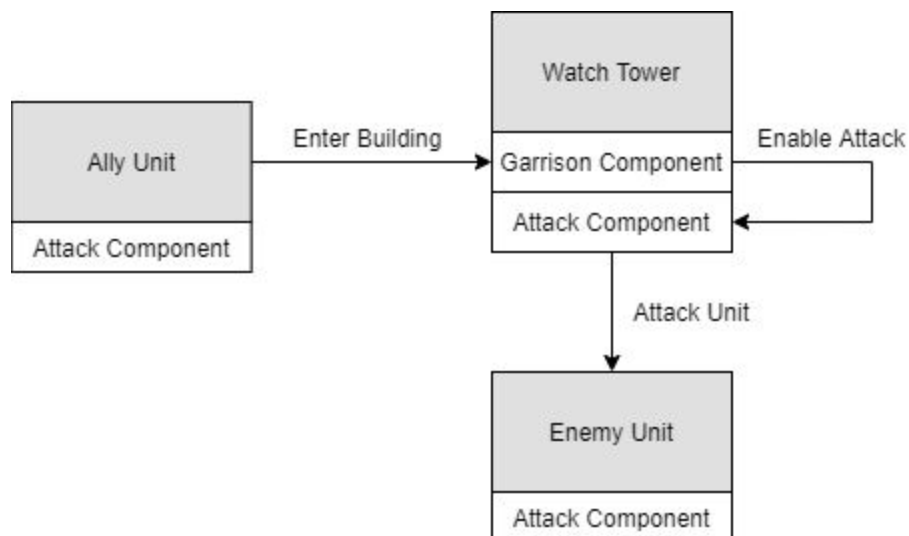 Watch Tower
Ally Unit
Enter Building
Garrison Component
Enable Attack
Attack Component
Attack Component
Attack Unit
Enemy Unit
Attack Component